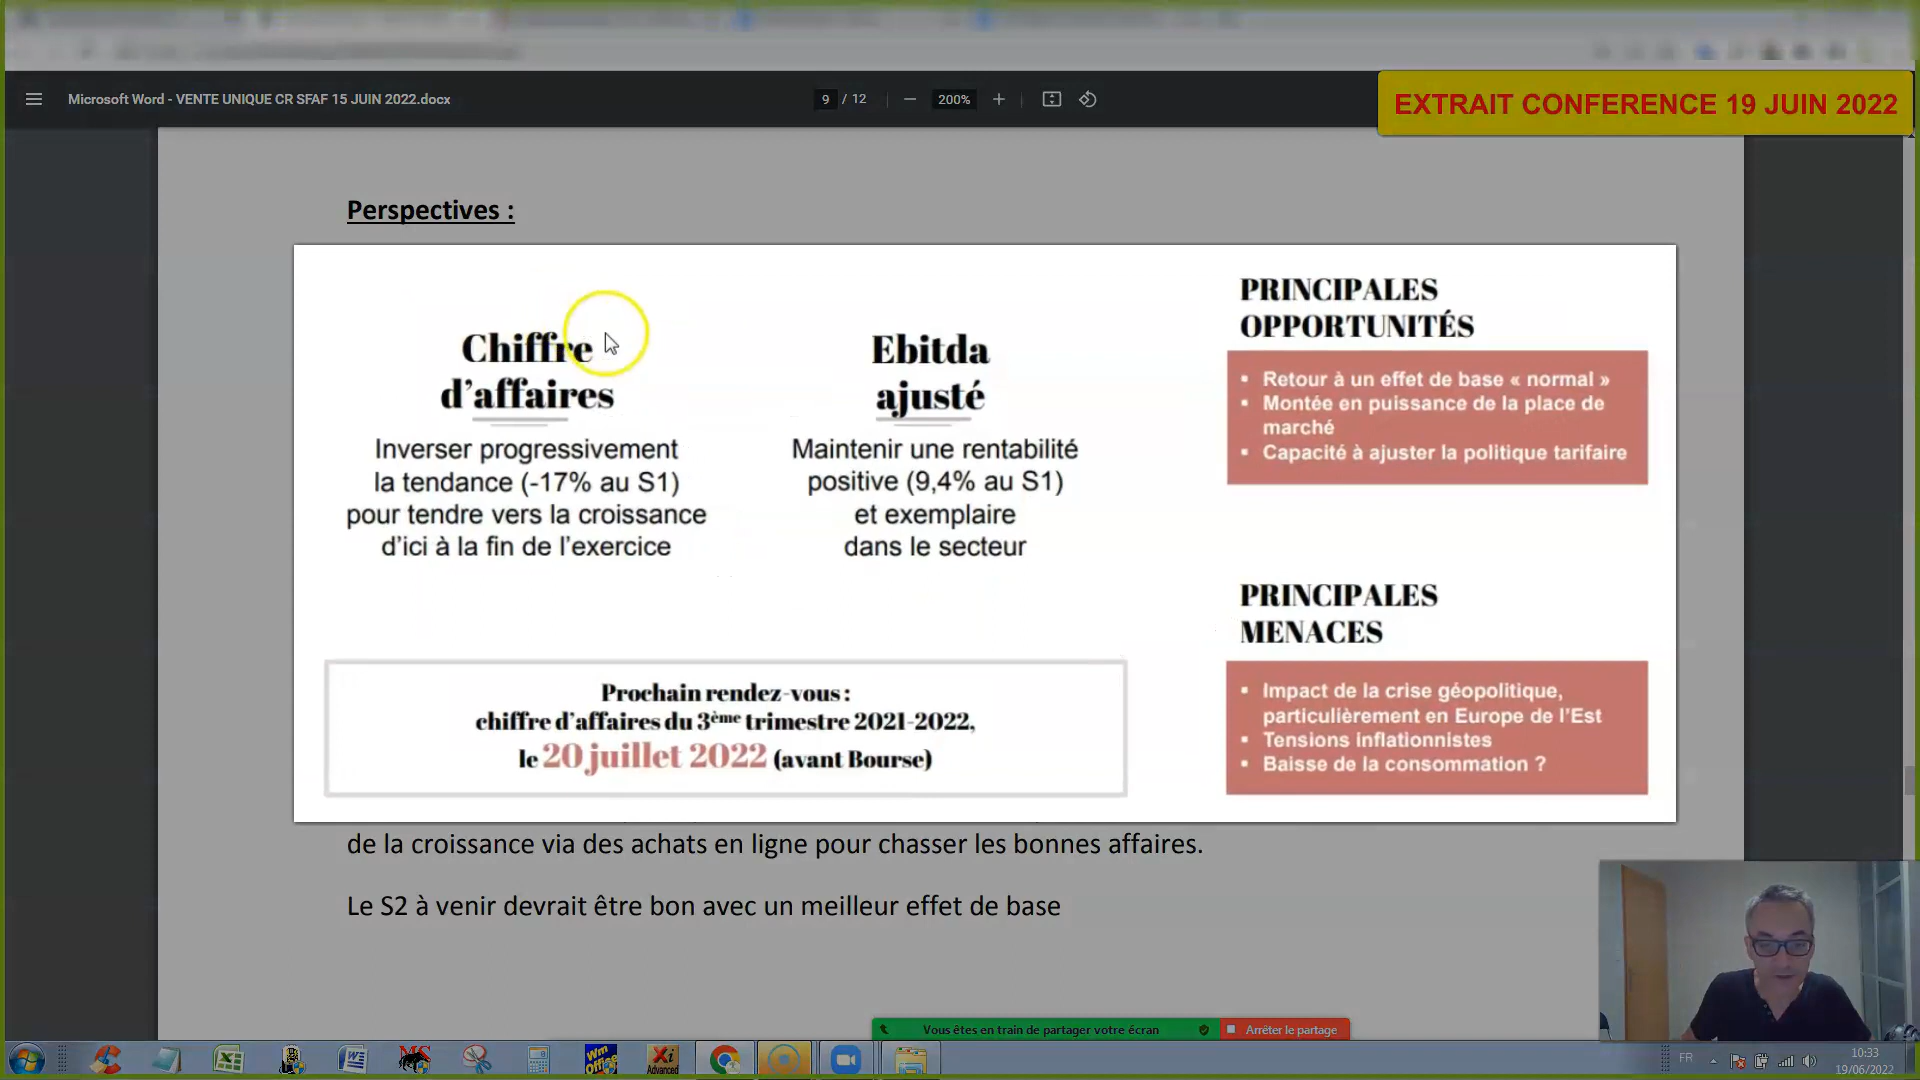 Microsoft Word - VENTE UNIQUE CR SFAF 15 JUIN 2022.docx
9 / 12
200%
EXTRAIT CONFERENCE 19 JUIN 2022
Perspectives :
Chiffre
d’affaires
Inverser progressivement
la tendance (-17% au S1)
pour tendre vers la croissance
d’ici à la fin de l’exercice
Ebitda
ajusté
Maintenir une rentabilité
positive (9,4% au S1)
et exemplaire
dans le secteur
PRINCIPALES
OPPORTUNITÉS
▪ Retour à un effet de base « normal »
▪ Montée en puissance de la place de
marché
▪ Capacité à ajuster la politique tarifaire
PRINCIPALES
MENACES
▪ Impact de la crise géopolitique,
particulièrement en Europe de l’Est
▪ Tensions inflationnistes
▪ Baisse de la consommation ?
Prochain rendez-vous :
chiffre d’affaires du 3ème trimestre 2021-2022,
le 20 juillet 2022 (avant Bourse)
de la croissance via des achats en ligne pour chasser les bonnes affaires.
Le S2 à venir devrait être bon avec un meilleur effet de base
Vous êtes en train de partager votre écran
Arrêter le partage
Wm
Office
Xi
Advanced
FR
10:33
19/06/2022